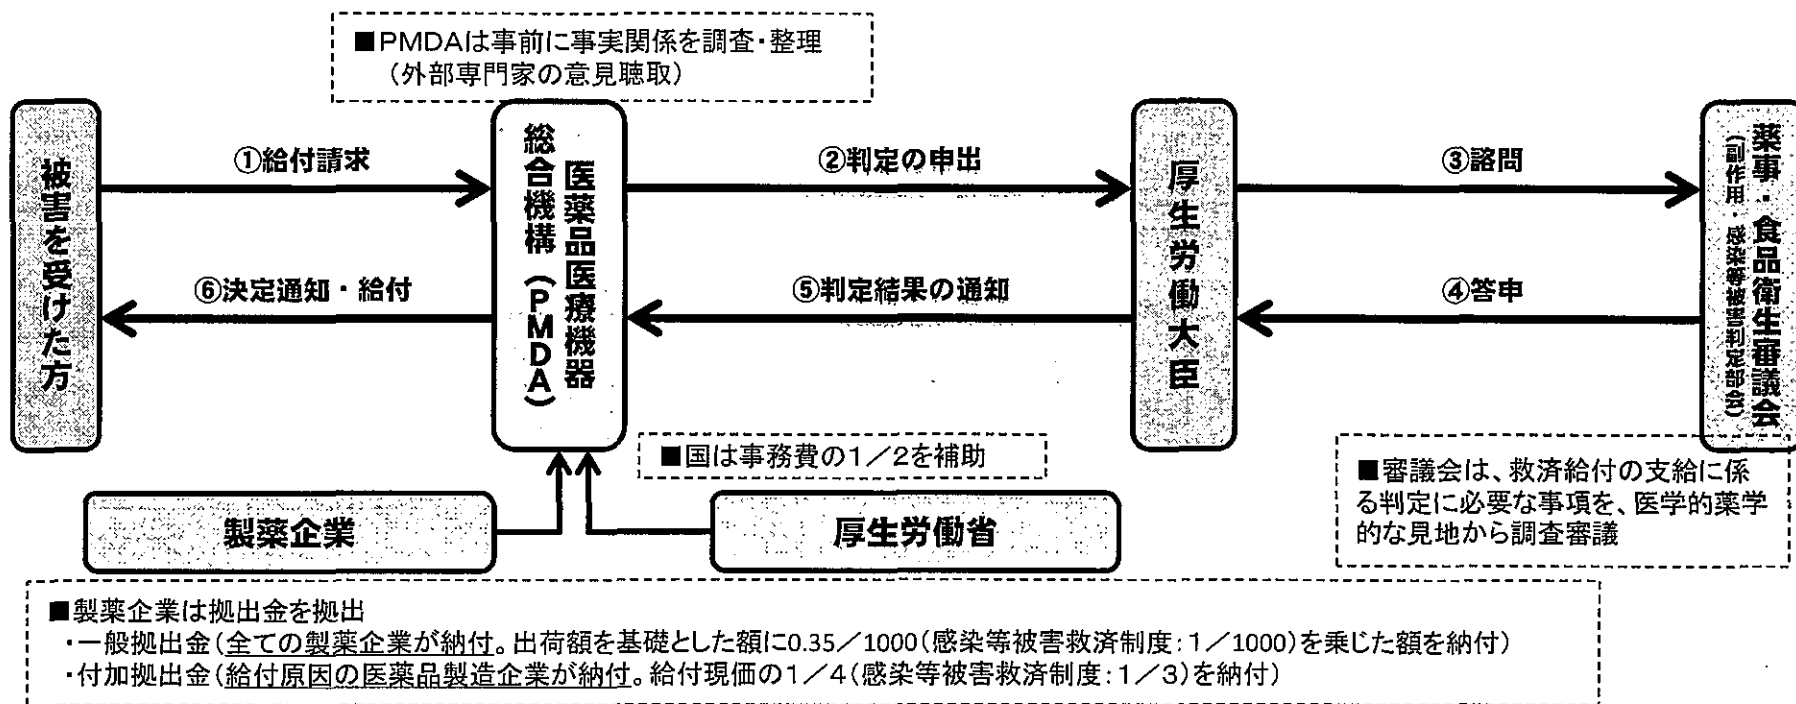 ■PMDAは事前に事実関係を調査・整理
（外部専門家の意見聴取）
被害を受けた方
①給付請求
医薬品医療機器
総合機構（PMDA）
②判定の申出
厚生労働大臣
③諮問
薬事・食品衛生審議会
（副作用・感染等被害判定部会）
⑥決定通知・給付
⑤判定結果の通知
④答申
■国は事務費の1／2を補助
■審議会は、救済給付の支給に係
る判定に必要な事項を、医学的薬学
的な見地から調査審議
製薬企業
厚生労働省
■製薬企業は拠出金を拠出
・一般拠出金（全ての製薬企業が納付。出荷額を基礎とした額に0.35／1000（感染等被害救済制度：1／1000）を乗じた額を納付）
・付加拠出金（給付原因の医薬品製造企業が納付。給付現価の1／4（感染等被害救済制度：1／3）を納付）